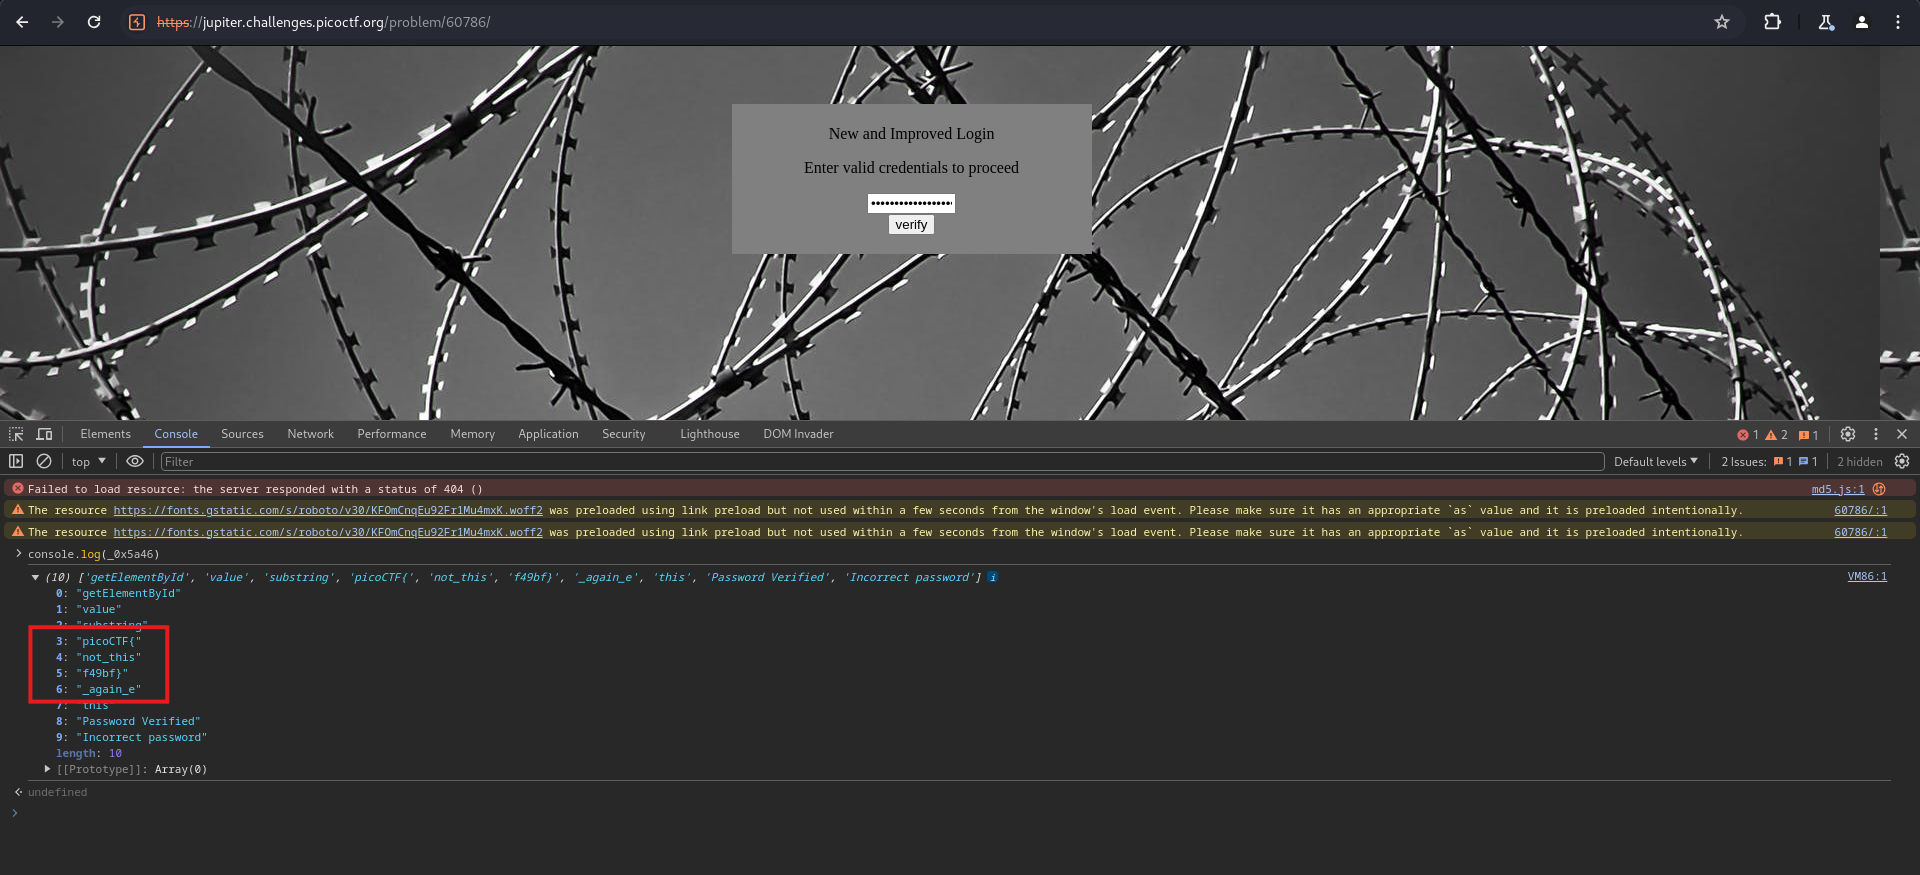 https://jupiter.challenges.picoctf.org/problem/60786/
New and Improved Login
Enter valid credentials to proceed
••••••••••••••••••
verify
Elements Console Sources Network Performance Memory Application Security Lighthouse DOM Invader 1 2 1
top Filter Default levels 2 Issues: 1 1 2 hidden
Failed to load resource: the server responded with a status of 404 () md5.js:1
The resource https://fonts.gstatic.com/s/roboto/v30/KFOmCnqEu92Fr1Mu4mxK.woff2 was preloaded using link preload but not used within a few seconds from the window's load event. Please make sure it has an appropriate `as` value and it is preloaded intentionally. 60786/:1
The resource https://fonts.gstatic.com/s/roboto/v30/KFOmCnqEu92Fr1Mu4mxK.woff2 was preloaded using link preload but not used within a few seconds from the window's load event. Please make sure it has an appropriate `as` value and it is preloaded intentionally. 60786/:1
console.log(_0x5a46)
(10) ['getElementById', 'value', 'substring', 'picoCTF{', 'not_this', 'f49bf}', '_again_e', 'this', 'Password Verified', 'Incorrect password'] i VM86:1
0: "getElementById"
1: "value"
2: "substring"
3: "picoCTF{"
4: "not_this"
5: "f49bf}"
6: "_again_e"
7: "this"
8: "Password Verified"
9: "Incorrect password"
length: 10
[[Prototype]]: Array(0)
undefined